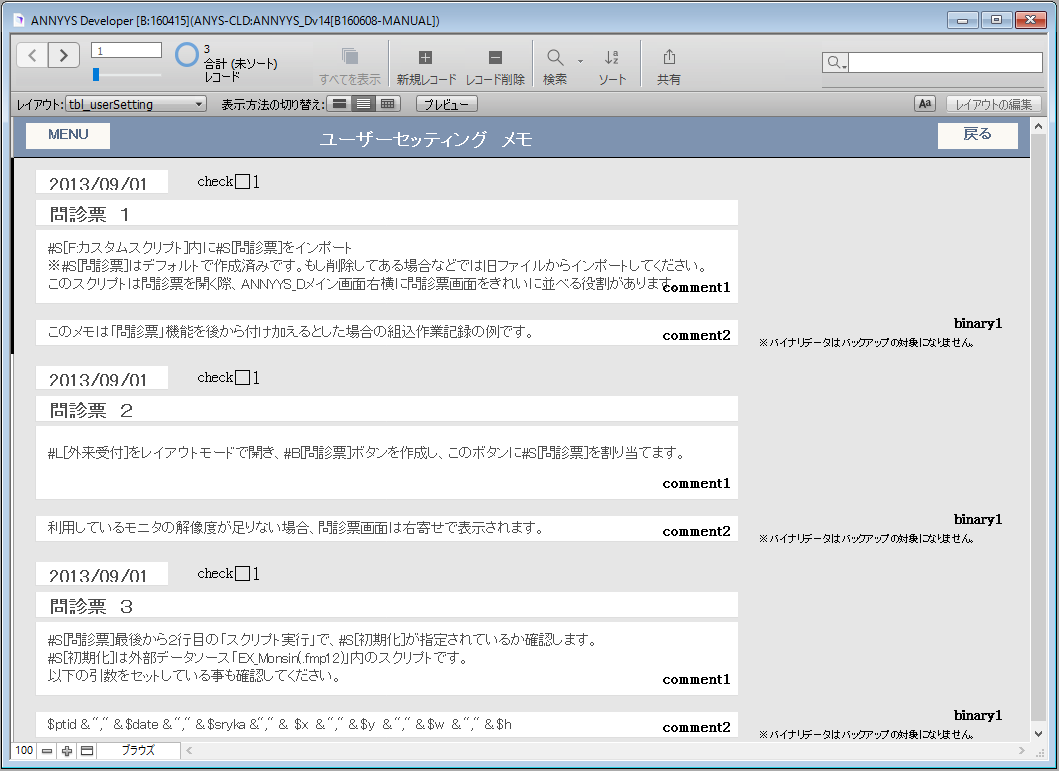 ANNYYS Developer [B:160415](ANYS-CLD:ANNYYS_Dv14[B160608-MANUAL])
1
3
合計 (未ソート)
レコード
すべてを表示
新規レコード
レコード削除
検索
ソート
共有
レイアウト: tbl_userSetting
表示方法の切り替え:
プレビュー
Aa
レイアウトの編集
MENU
ユーザーセッティング メモ
戻る
2013/09/01
check 1
問診票 1
#S[F:カスタムスクリプト]内に#S[問診票]をインポート
※#S[問診票]はデフォルトで作成済みです。もし削除してある場合などでは旧ファイルからインポートしてください。
このスクリプトは問診票を開く際、ANNYYS_Dメイン画面右横に問診票画面をきれいに並べる役割があります。
comment1
このメモは「問診票」機能を後から付け加えるとした場合の組込作業記録の例です。
comment2
binary1
※バイナリデータはバックアップの対象になりません。
2013/09/01
check 1
問診票 2
#L[外来受付]をレイアウトモードで開き、#B[問診票]ボタンを作成し、このボタンに#S[問診票]を割り当てます。
comment1
利用しているモニタの解像度が足りない場合、問診票画面は右寄せで表示されます。
comment2
binary1
※バイナリデータはバックアップの対象になりません。
2013/09/01
check 1
問診票 3
#S[問診票]最後から2行目の「スクリプト実行」で、#S[初期化]が指定されているか確認します。
#S[初期化]は外部データソース「EX_Monsin(.fmp12)」内のスクリプトです。
以下の引数をセットしている事も確認してください。
comment1
$ptid & "," & $date & "," & $sryka & "," & $x & "," & $y & "," & $w & "," & $h
comment2
binary1
※バイナリデータはバックアップの対象になりません。
100
ブラウズ